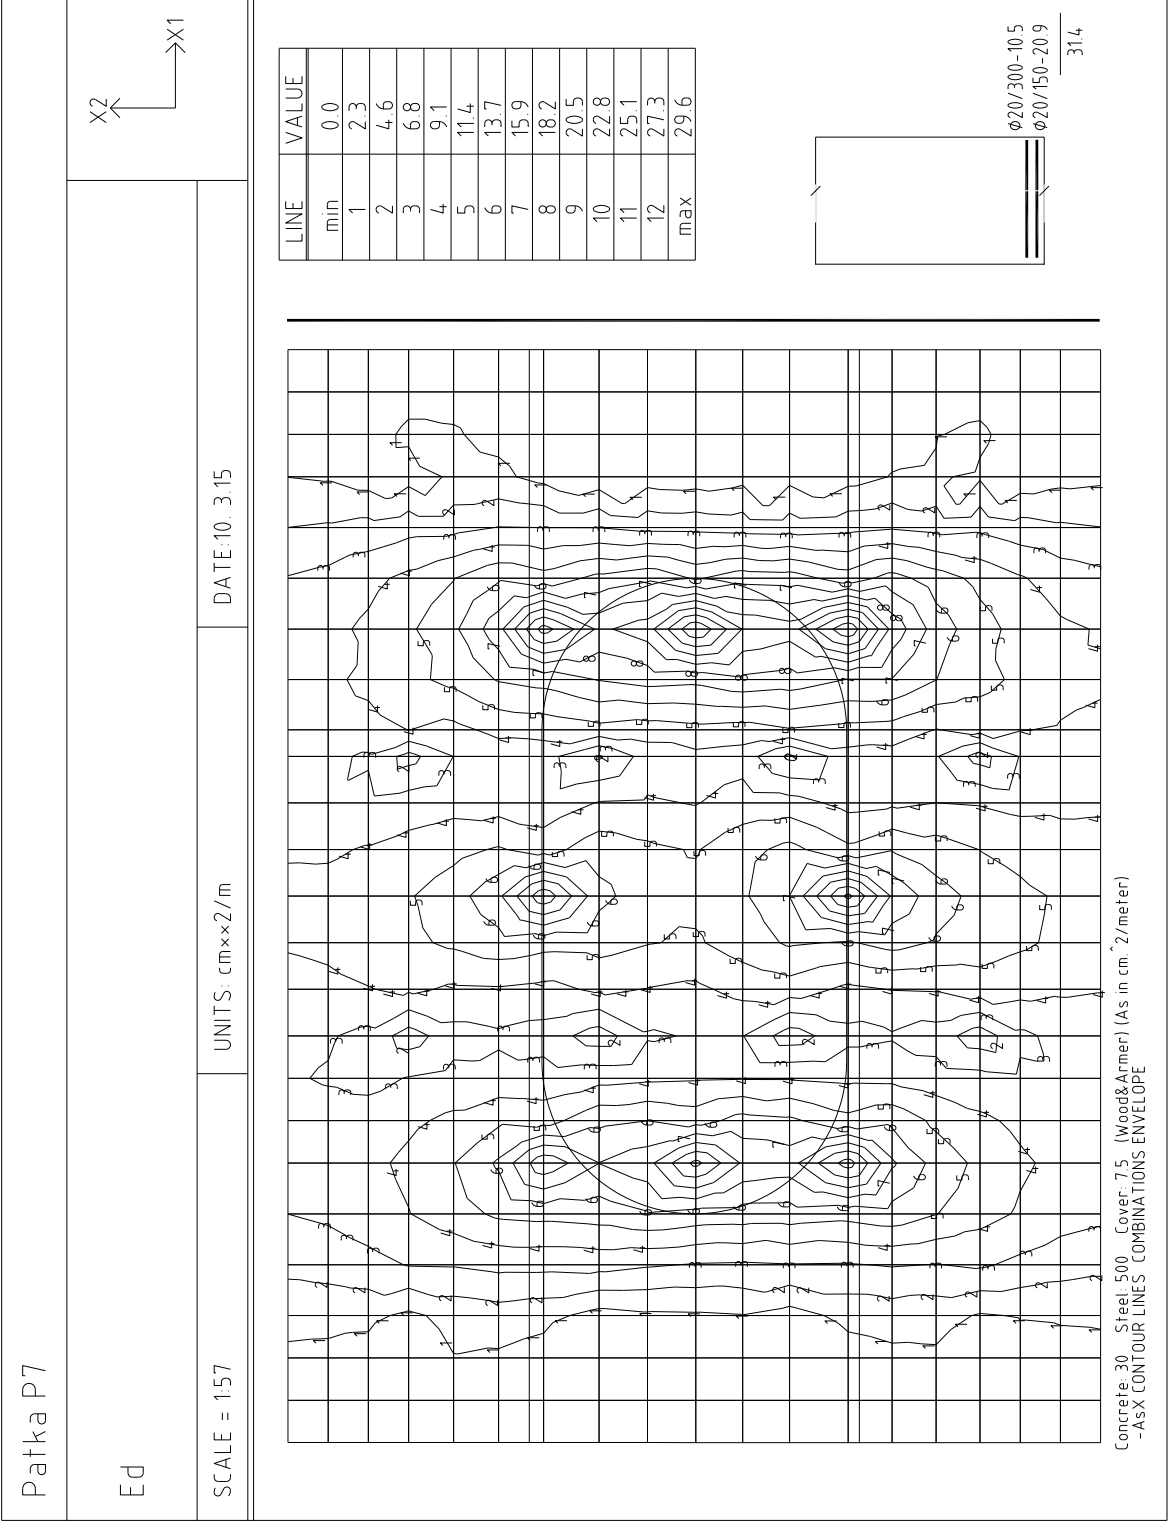 Patka P7
Ed
X2
X1
SCALE = 1:57
UNITS: cm××2/m
DATE:10. 3.15
LINE VALUE
min 0.0
1 2.3
2 4.6
3 6.8
4 9.1
5 11.4
6 13.7
7 15.9
8 18.2
9 20.5
10 22.8
11 25.1
12 27.3
max 29.6
ϕ20/300-10.5
ϕ20/150-20.9
31.4
Concrete: 30 Steel: 500 Cover: 7.5 (Wood&Armer) (As in cm.^2/meter)
-AsX CONTOUR LINES COMBINATIONS ENVELOPE